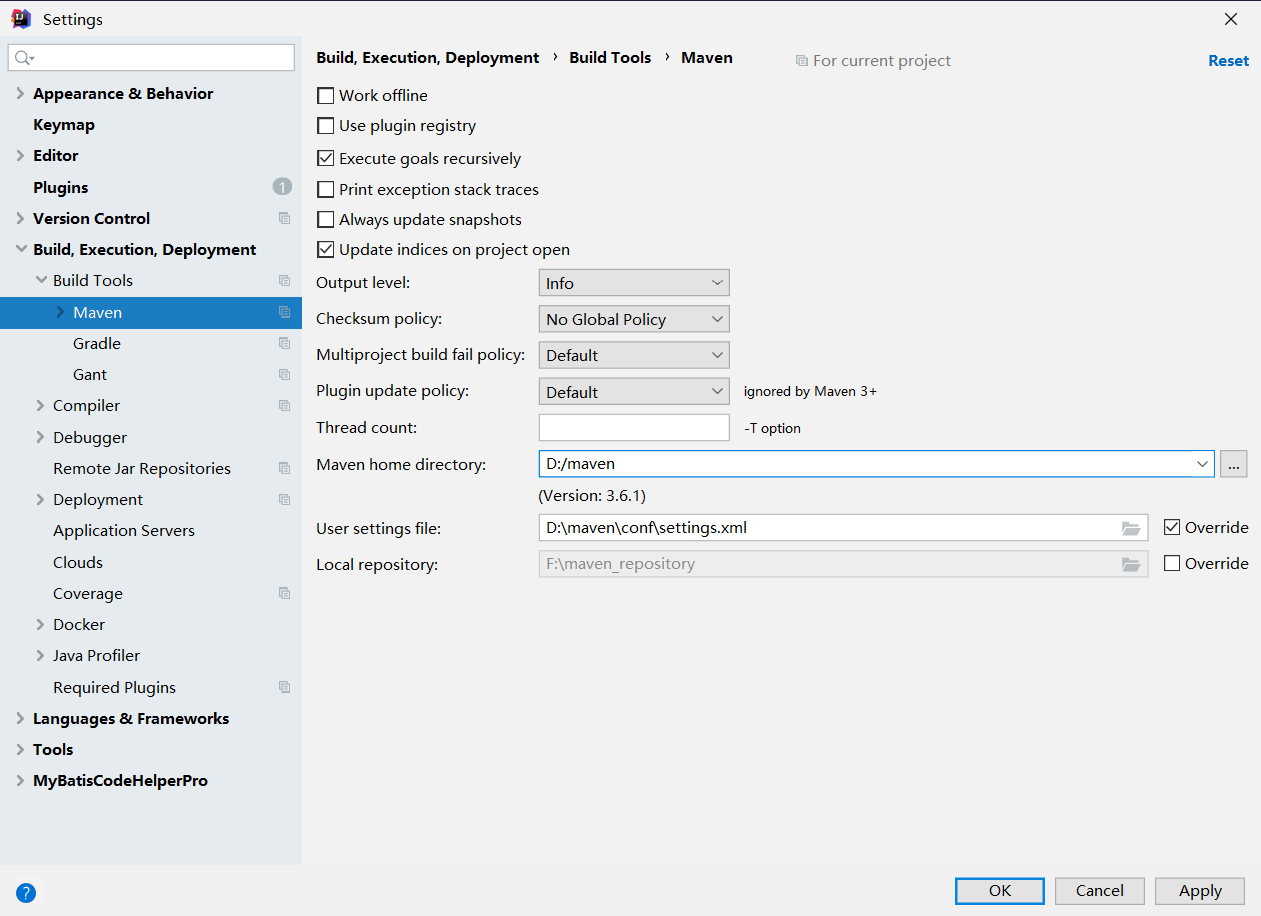 Settings
Build, Execution, Deployment › Build Tools › Maven
For current project
Reset
Appearance & Behavior
Keymap
Editor
Plugins
1
Version Control
Build, Execution, Deployment
Build Tools
Maven
Gradle
Gant
Compiler
Debugger
Remote Jar Repositories
Deployment
Application Servers
Clouds
Coverage
Docker
Java Profiler
Required Plugins
Languages & Frameworks
Tools
MyBatisCodeHelperPro
Work offline
Use plugin registry
Execute goals recursively
Print exception stack traces
Always update snapshots
Update indices on project open
Output level: Info
Checksum policy: No Global Policy
Multiproject build fail policy: Default
Plugin update policy: Default ignored by Maven 3+
Thread count: -T option
Maven home directory: D:/maven ...
(Version: 3.6.1)
User settings file: D:\maven\conf\settings.xml Override
Local repository: F:\maven_repository Override
?
OK Cancel Apply